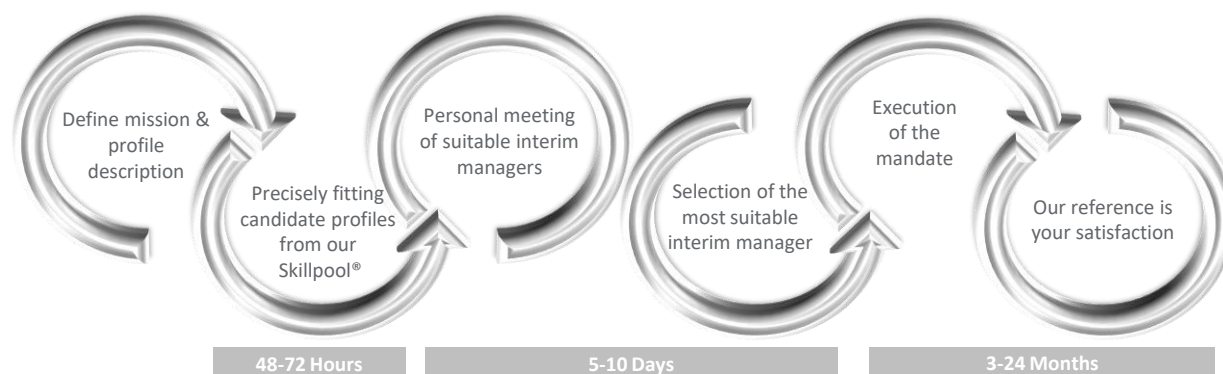 Define mission &
profile
description
Precisely fitting
candidate profiles
from our
Skillpool®
Personal meeting
of suitable interim
managers
Selection of the
most suitable
interim manager
Execution
of the
mandate
Our reference is
your satisfaction
48-72 Hours
5-10 Days
3-24 Months